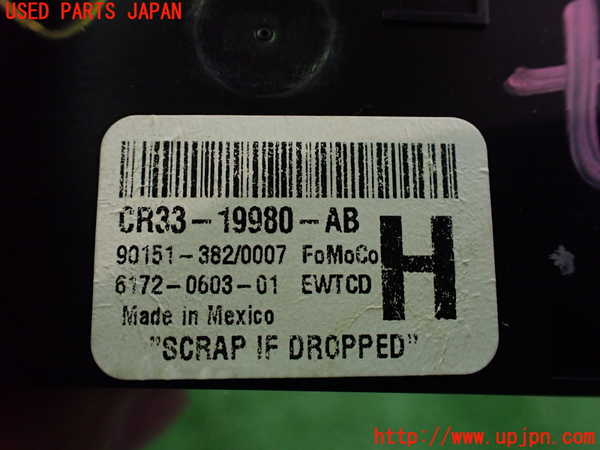 USED PARTS JAPAN
CR33-19980-AB
90151-382/0007 FoMoCo
6172-0603-01 EWTCD
H
Made in Mexico
"SCRAP IF DROPPED"
http://www.upjpn.com/